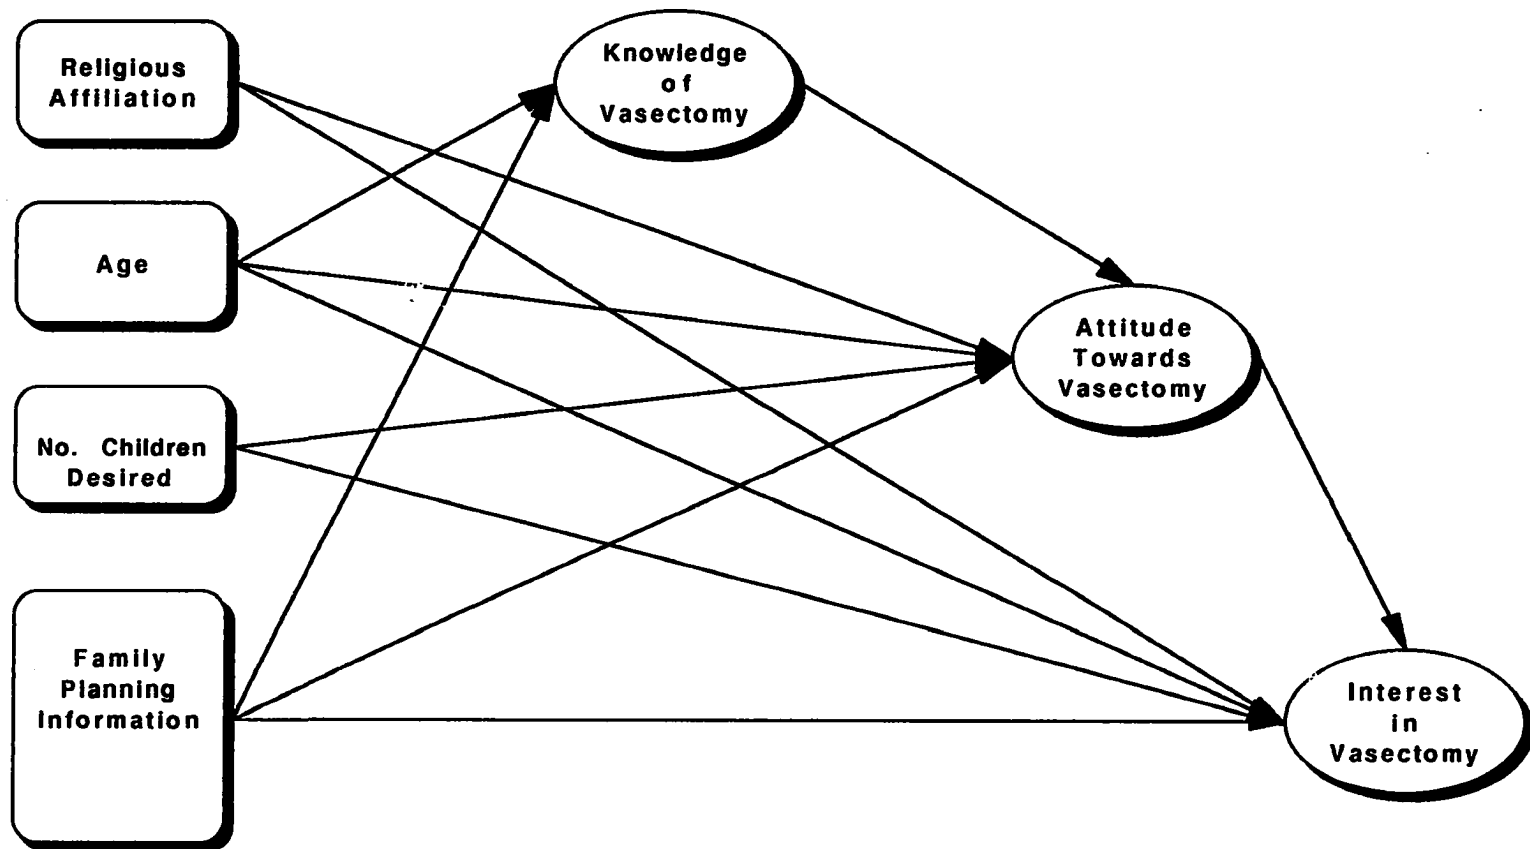 Religious
Affiliation
Age
No. Children
Desired
Family
Planning
Information
Knowledge
of
Vasectomy
Attitude
Towards
Vasectomy
Interest
in
Vasectomy